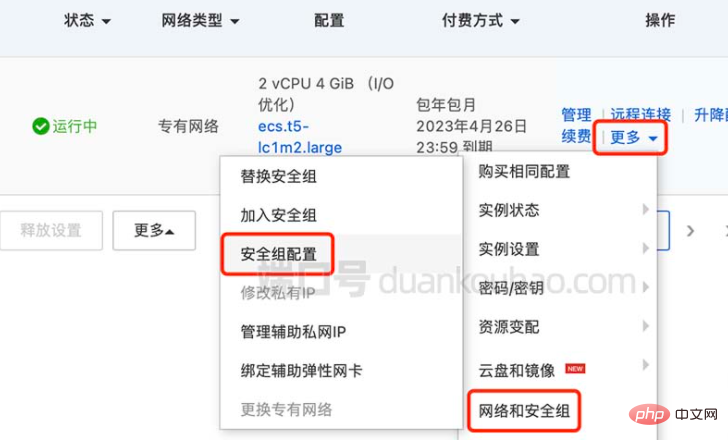 状态 网络类型 配置 付费方式 操作
运行中
专有网络
2 vCPU 4 GiB （I/O
优化）
ecs.t5-
lc1m2.large
包年包月
2023年4月26日
23:59 到期
管理 远程连接
续费 更多
购买相同配置
实例状态
实例设置
密码/密钥
资源变配
云盘和镜像 NEW
网络和安全组
替换安全组
加入安全组
安全组配置
修改私有IP
管理辅助私网IP
绑定辅助弹性网卡
更换专有网络
释放设置 更多
端口号 duankouhao.com
php 中文网